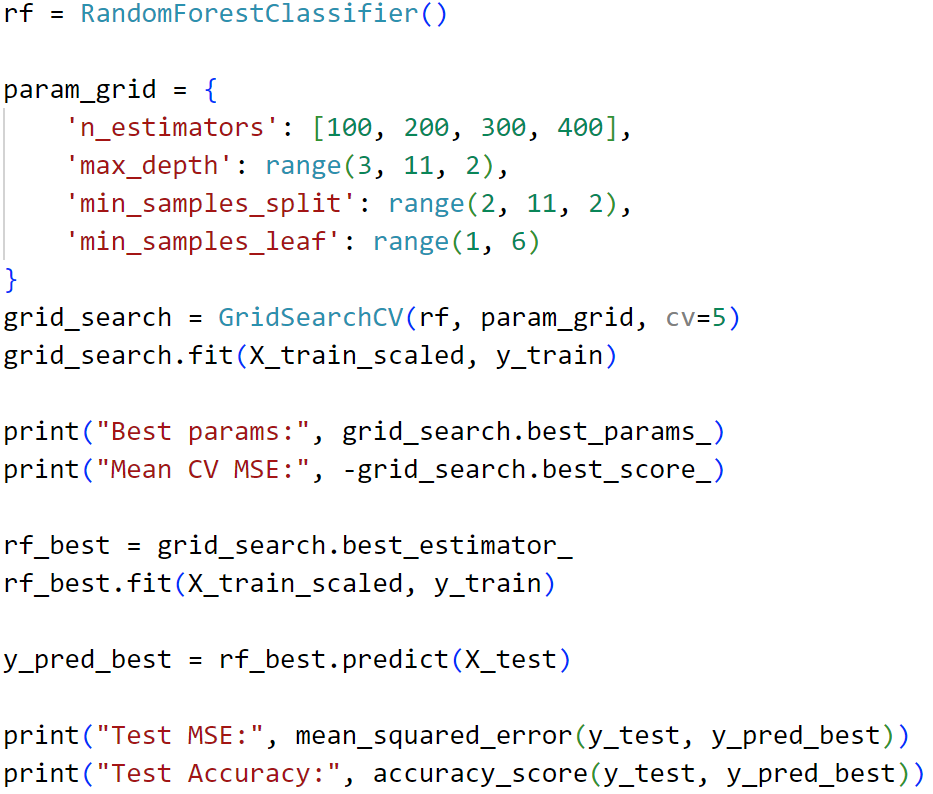 rf = RandomForestClassifier()
param_grid = {
    'n_estimators': [100, 200, 300, 400],
    'max_depth': range(3, 11, 2),
    'min_samples_split': range(2, 11, 2),
    'min_samples_leaf': range(1, 6)
}
grid_search = GridSearchCV(rf, param_grid, cv=5)
grid_search.fit(X_train_scaled, y_train)
print("Best params:", grid_search.best_params_)
print("Mean CV MSE:", -grid_search.best_score_)
rf_best = grid_search.best_estimator_
rf_best.fit(X_train_scaled, y_train)
y_pred_best = rf_best.predict(X_test)
print("Test MSE:", mean_squared_error(y_test, y_pred_best))
print("Test Accuracy:", accuracy_score(y_test, y_pred_best))